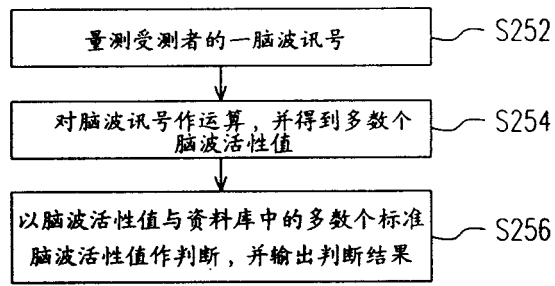 量测受测者的一脑波讯号
S252
对脑波讯号作运算，并得到多数个
脑波活性值
S254
以脑波活性值与资料库中的多数个标准
脑波活性值作判断，并输出判断结果
S256